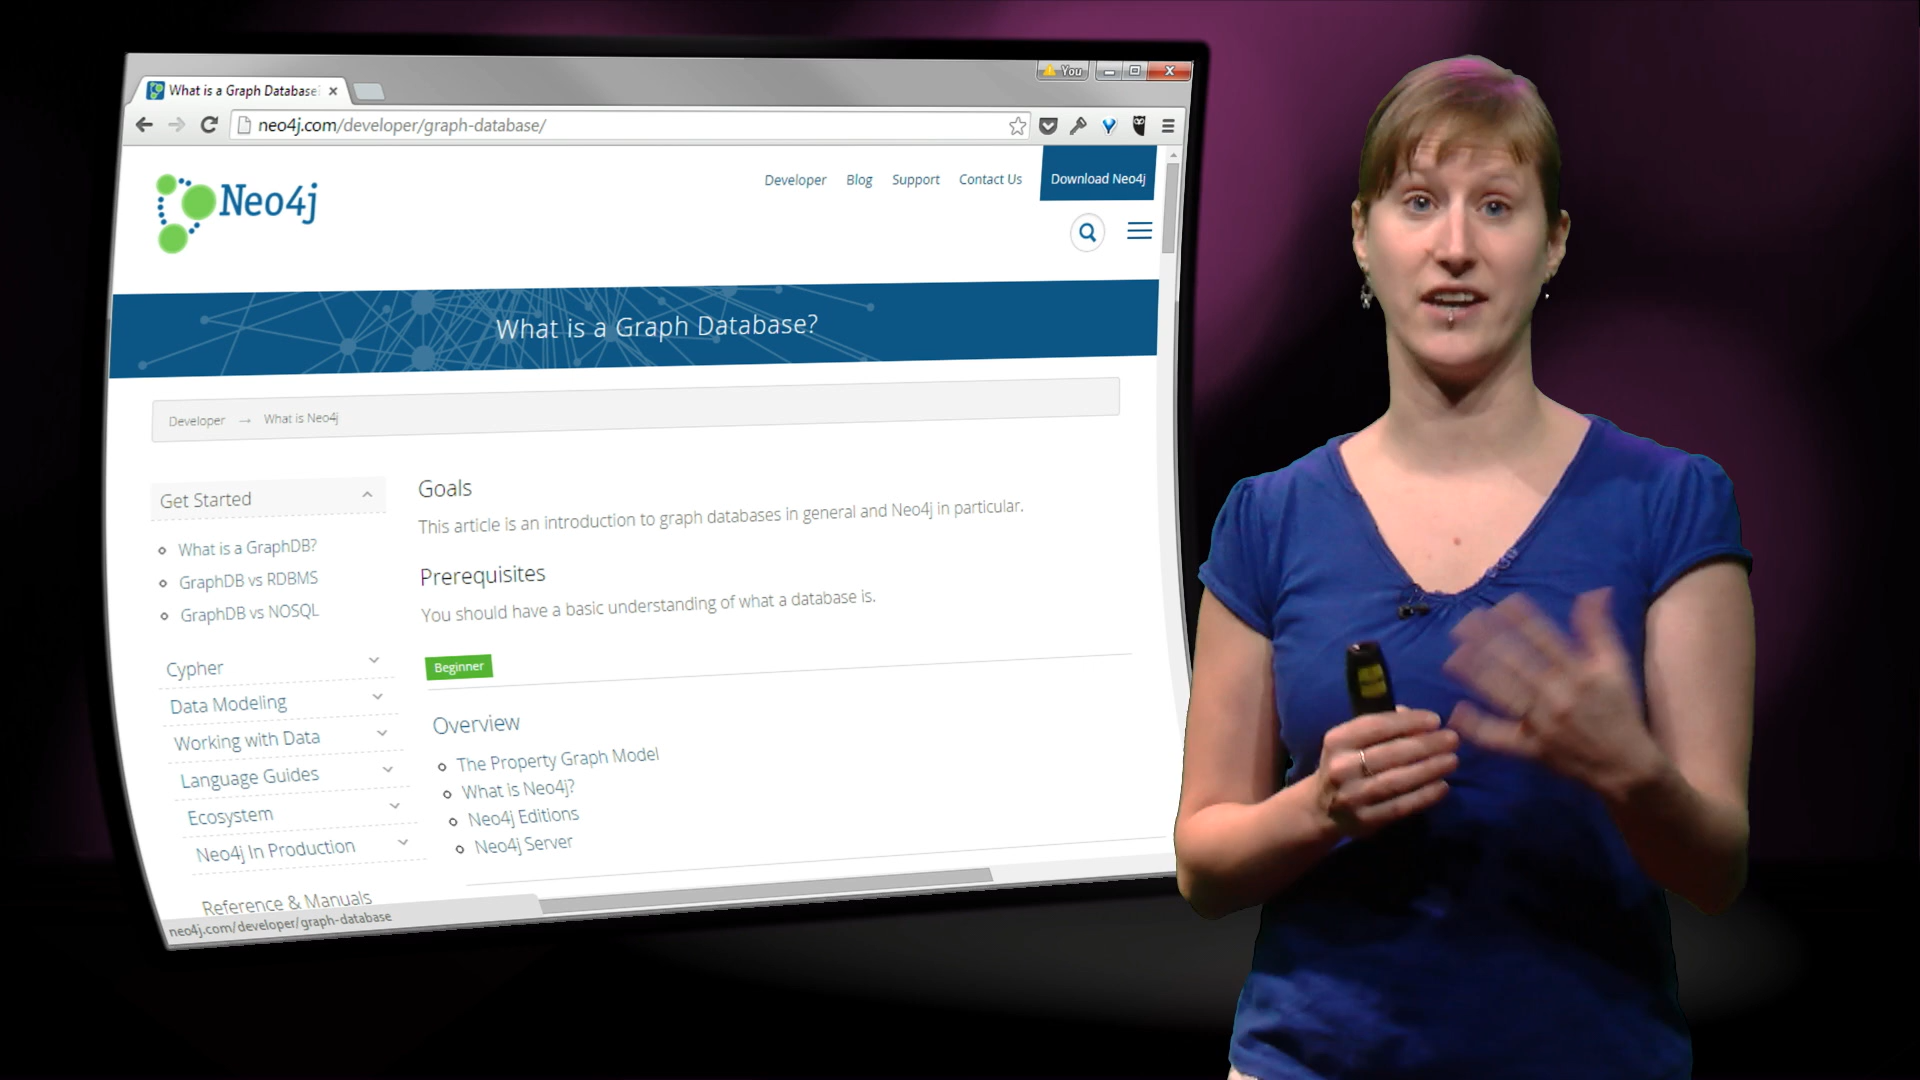 You
What is a Graph Database
neo4j.com/developer/graph-database/
Neo4j
Developer Blog Support Contact Us Download Neo4j
What is a Graph Database?
Developer → What is Neo4j
Get Started
What is a GraphDB?
GraphDB vs RDBMS
GraphDB vs NOSQL
Cypher
Data Modeling
Working with Data
Language Guides
Ecosystem
Neo4j In Production
Reference & Manuals
Goals
This article is an introduction to graph databases in general and Neo4j in particular.
Prerequisites
You should have a basic understanding of what a database is.
Beginner
Overview
The Property Graph Model
What is Neo4j?
Neo4j Editions
Neo4j Server
neo4j.com/developer/graph-database